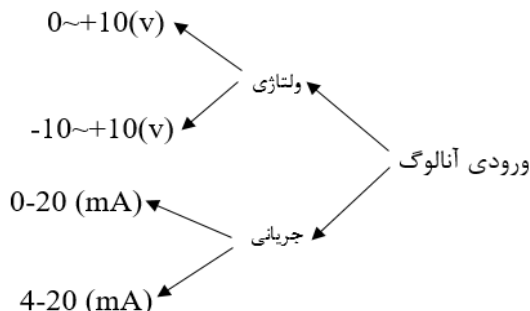 0~+10(v)
ولتاژی
-10~+10(v)
ورودی آنالوگ
0-20 (mA)
جریانی
4-20 (mA)